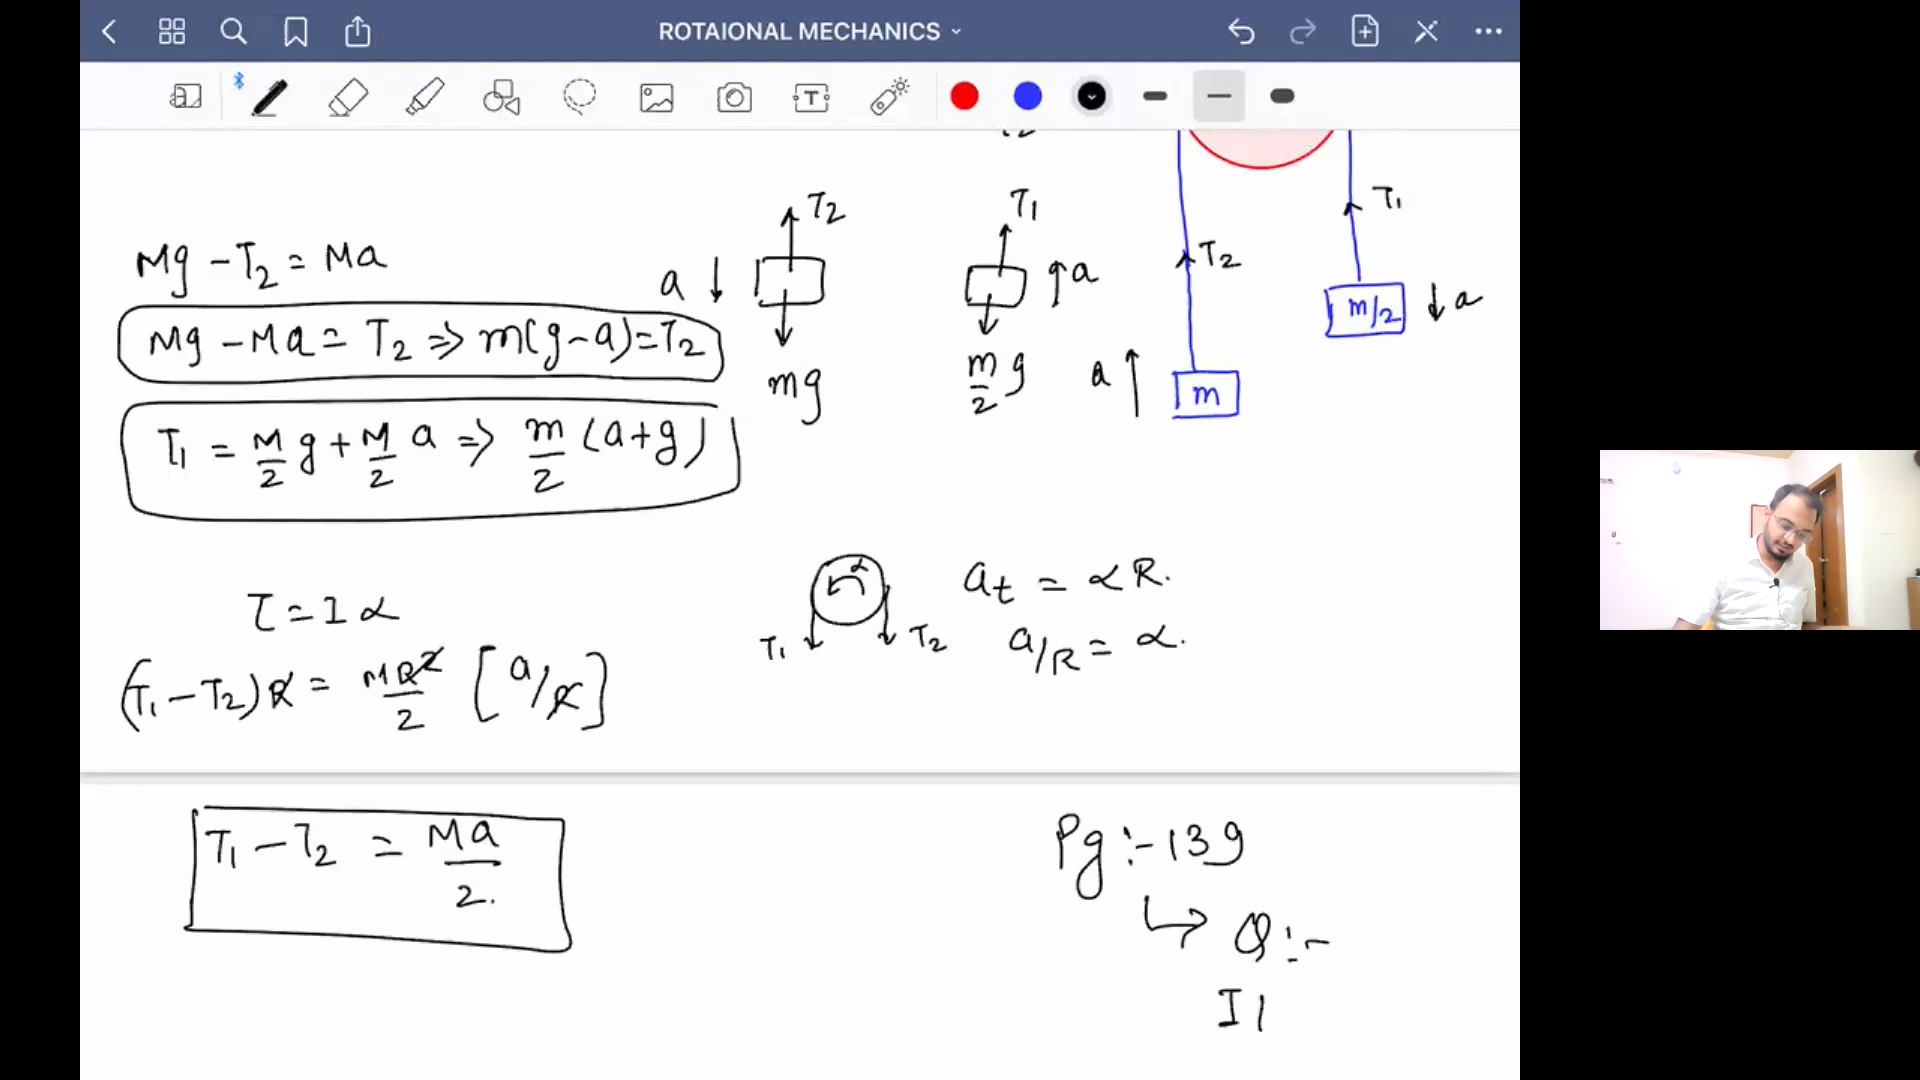 ROTAIONAL MECHANICS
T
T₂
T₁
T₁
Mg - T₂ = Ma
a
a
T₂
m/2
a
Mg - Ma = T₂ ⇒ m(g-a) = T₂
mg
m/2 g
a
m
T₁ = M/2 g + M/2 a ⇒ m/2 (a+g)
α
a_t = αR.
τ = Iα
T₁
T₂
a/R = α.
(T₁ - T₂)R = MR²/2 [a/R]
T₁ - T₂ = Ma/2.
Pg :- 139
Q :-